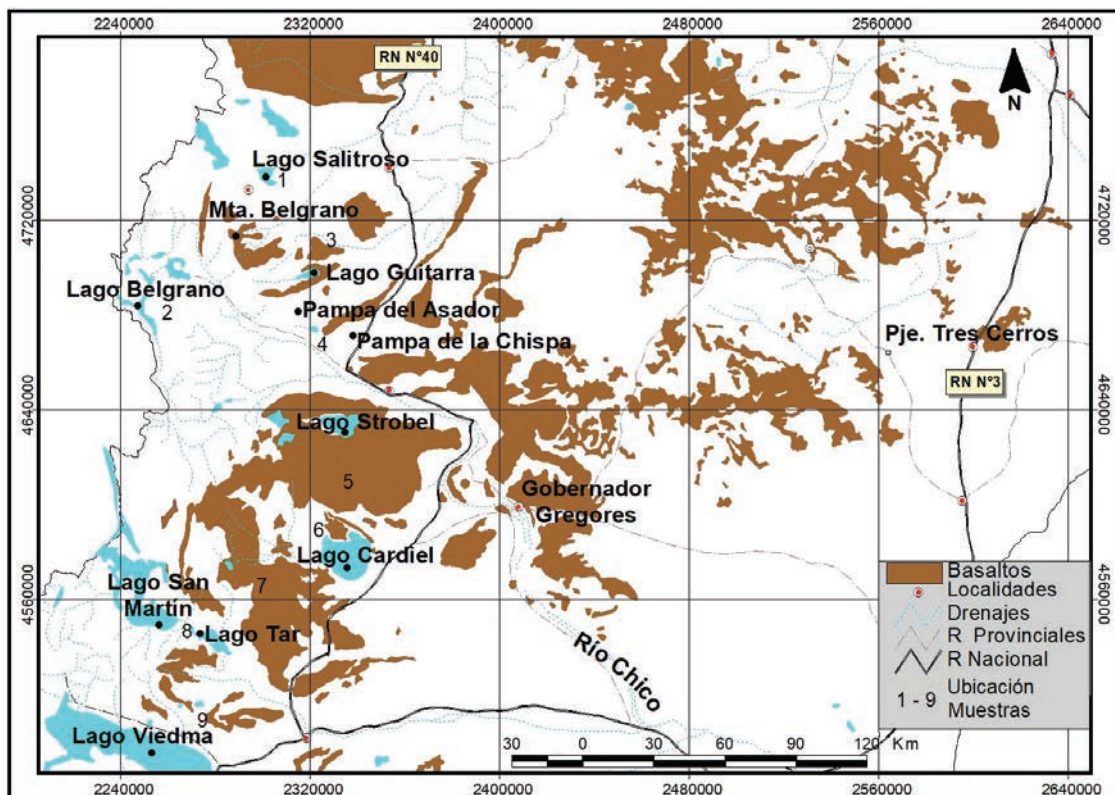 2240000 2320000 2400000 2480000 2560000 2640000
RN Nº40
N
Lago Salitroso
1
Mta. Belgrano
3
4720000
4720000
Lago Guitarra
Lago Belgrano
2
Pampa del Asador
4
Pampa de la Chispa
Pje. Tres Cerros
RN Nº3
4640000
4640000
Lago Strobel
5
Gobernador
Gregores
6
Lago Cardiel
7
4560000
4560000
Lago San
Martín
8
Lago Tar
Río Chico
9
Lago Viedma
Basaltos
Localidades
Drenajes
R Provinciales
R Nacional
1 - 9 Ubicación
Muestras
30 0 30 60 90 120 Km
2240000 2320000 2400000 2480000 2560000 2640000